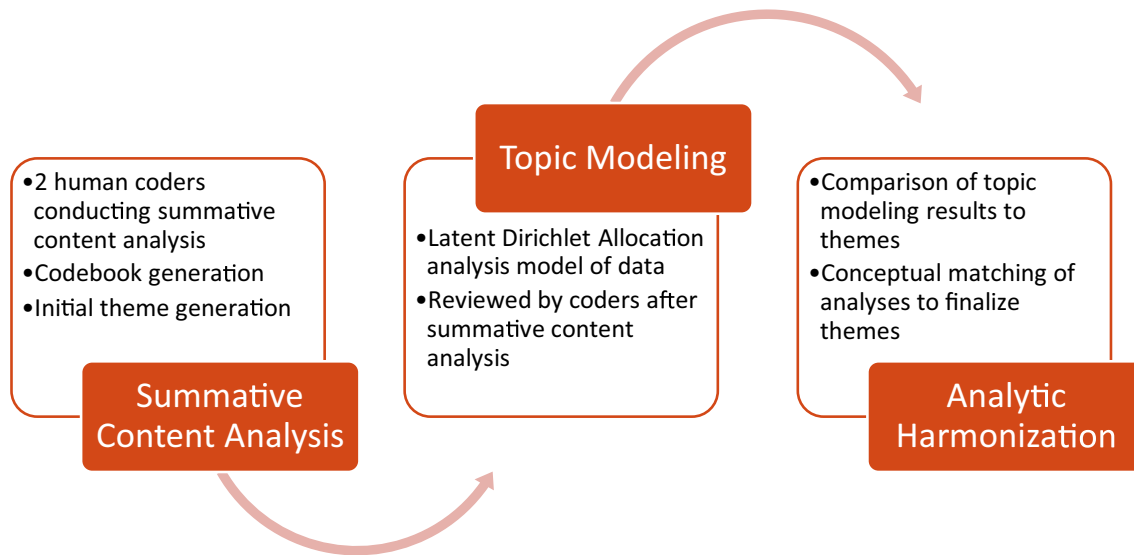 •2 human coders
conducting summative
content analysis
•Codebook generation
•Initial theme generation
Summative
Content Analysis
Topic Modeling
•Latent Dirichlet Allocation
analysis model of data
•Reviewed by coders after
summative content
analysis
•Comparison of topic
modeling results to
themes
•Conceptual matching of
analyses to finalize
themes
Analytic
Harmonization